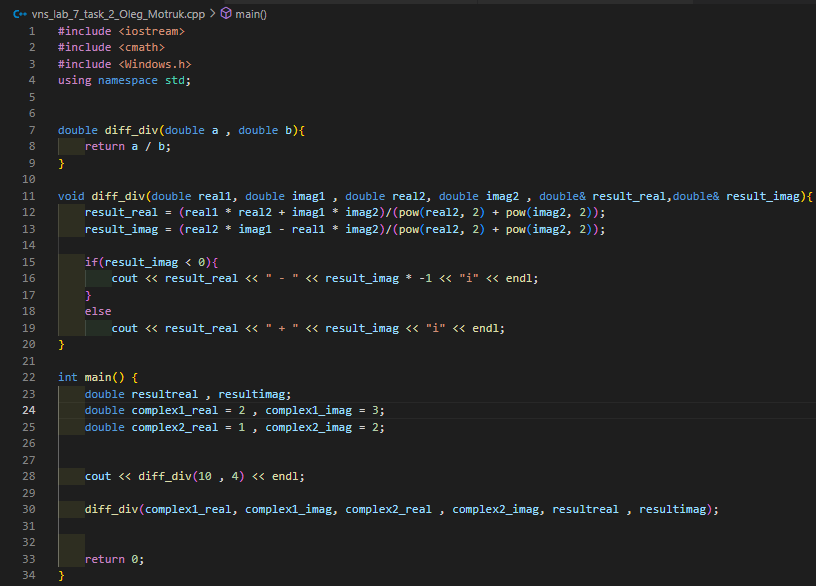 vns_lab_7_task_2_Oleg_Motruk.cpp > main()
1 #include <iostream>
2 #include <cmath>
3 #include <Windows.h>
4 using namespace std;
5
6
7 double diff_div(double a , double b){
8     return a / b;
9 }
10
11 void diff_div(double real1, double imag1 , double real2, double imag2 , double& result_real,double& result_imag){
12     result_real = (real1 * real2 + imag1 * imag2)/(pow(real2, 2) + pow(imag2, 2));
13     result_imag = (real2 * imag1 - real1 * imag2)/(pow(real2, 2) + pow(imag2, 2));
14
15     if(result_imag < 0){
16         cout << result_real << " - " << result_imag * -1 << "i" << endl;
17     }
18     else
19         cout << result_real << " + " << result_imag << "i" << endl;
20 }
21
22 int main() {
23     double resultreal , resultimag;
24     double complex1_real = 2 , complex1_imag = 3;
25     double complex2_real = 1 , complex2_imag = 2;
26
27
28     cout << diff_div(10 , 4) << endl;
29
30     diff_div(complex1_real, complex1_imag, complex2_real , complex2_imag, resultreal , resultimag);
31
32
33     return 0;
34 }